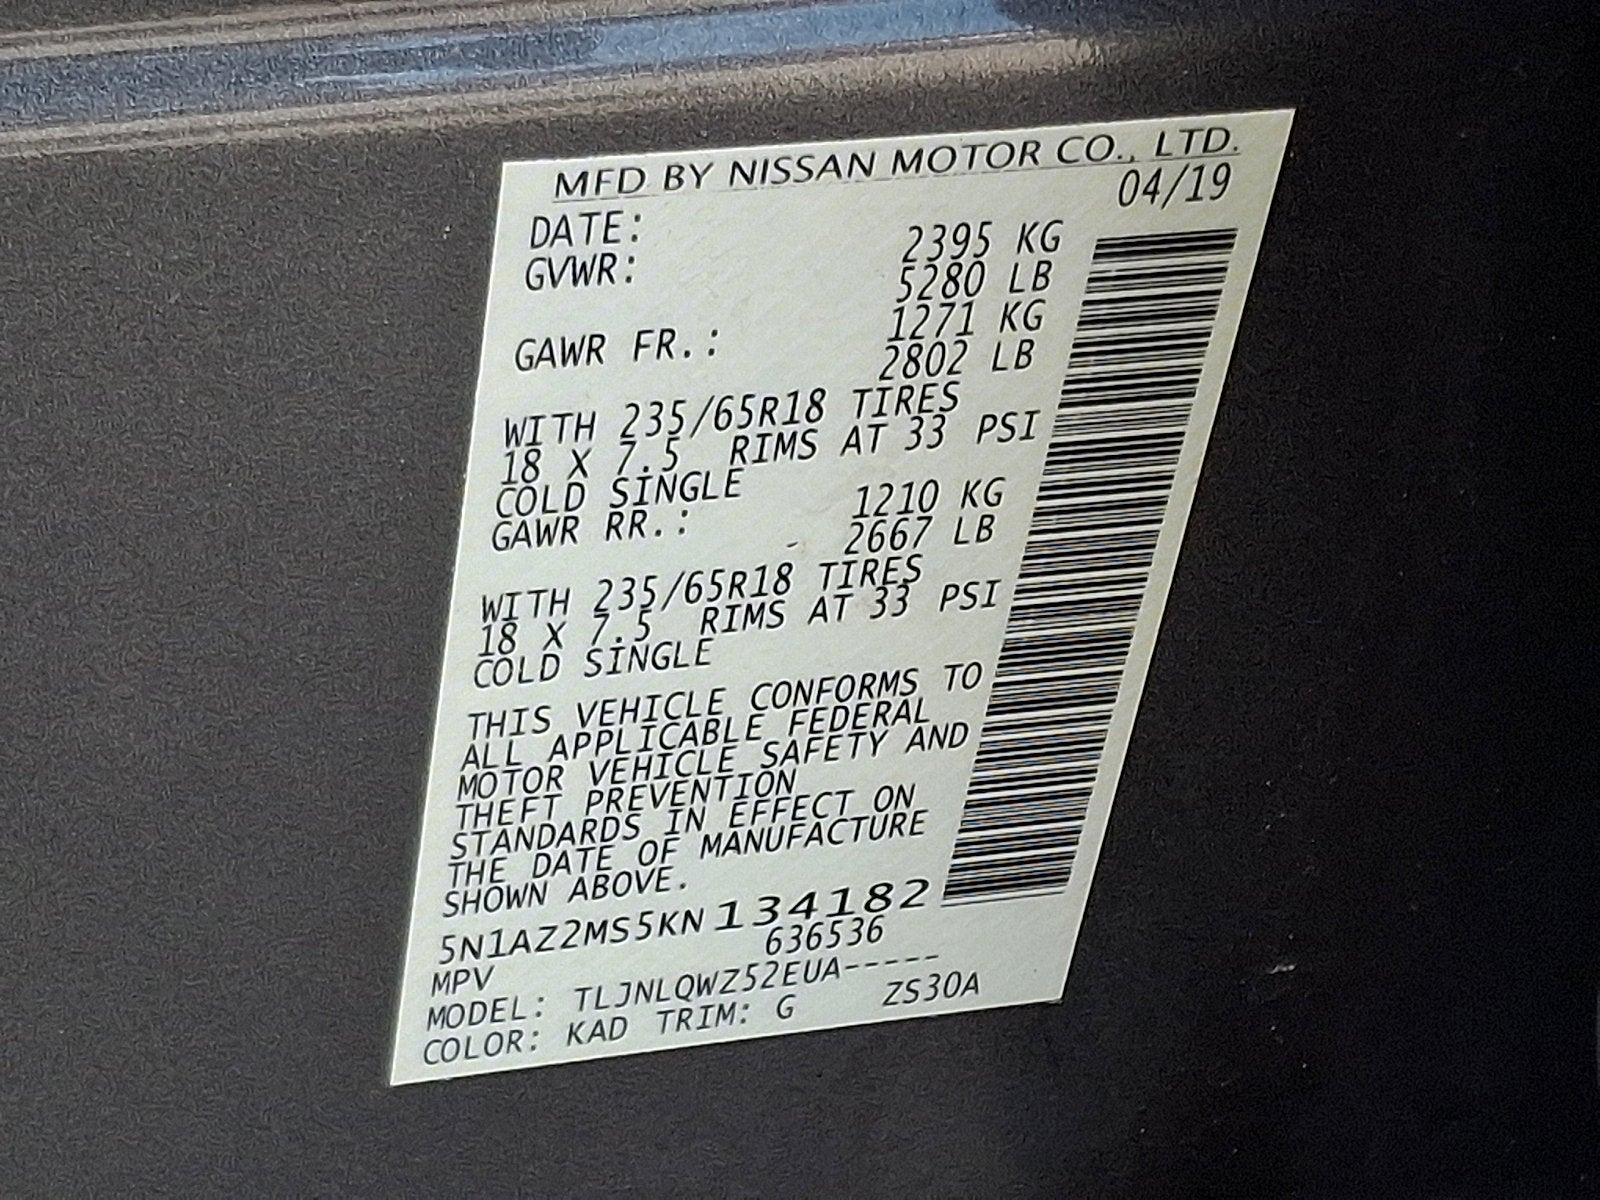 MFD BY NISSAN MOTOR CO., LTD.
DATE: 04/19
GVWR: 2395 KG
5280 LB
GAWR FR.: 1271 KG
2802 LB
WITH 235/65R18 TIRES
18 X 7.5 RIMS AT 33 PSI
COLD SINGLE
GAWR RR.: 1210 KG
2667 LB
WITH 235/65R18 TIRES
18 X 7.5 RIMS AT 33 PSI
COLD SINGLE
THIS VEHICLE CONFORMS TO
ALL APPLICABLE FEDERAL
MOTOR VEHICLE SAFETY AND
THEFT PREVENTION
STANDARDS IN EFFECT ON
THE DATE OF MANUFACTURE
SHOWN ABOVE.
5N1AZ2MS5KN134182
MPV 636536
MODEL: TLJNLQWZ52EUA-----
COLOR: KAD TRIM: G ZS30A